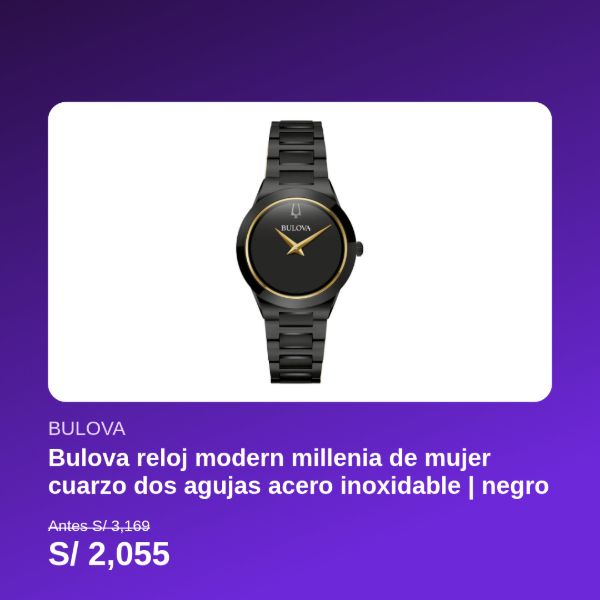 BULOVA
BULOVA
Bulova reloj modern millenia de mujer
cuarzo dos agujas acero inoxidable | negro
Antes S/ 3,169
S/ 2,055